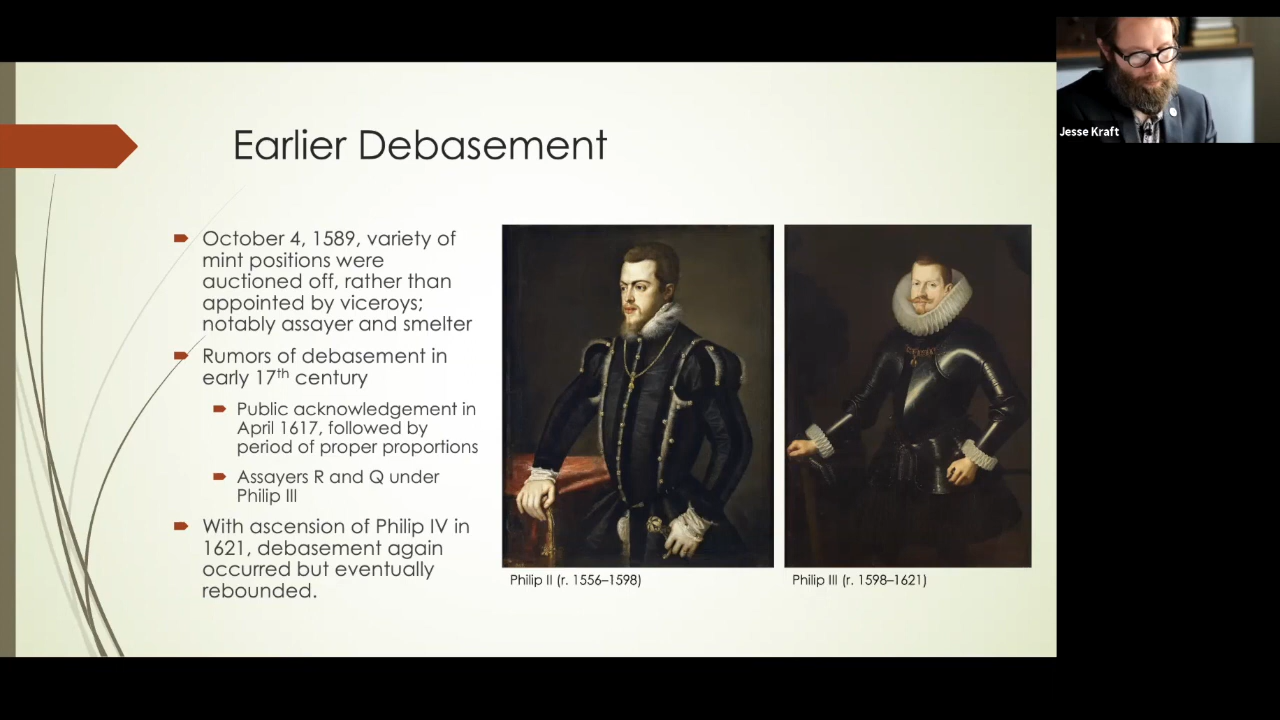 Earlier Debasement
October 4, 1589, variety of
mint positions were
auctioned off, rather than
appointed by viceroys;
notably assayer and smelter
Rumors of debasement in
early 17th century
Public acknowledgement in
April 1617, followed by
period of proper proportions
Assayers R and Q under
Philip III
With ascension of Philip IV in
1621, debasement again
occurred but eventually
rebounded.
Philip II (r. 1556–1598)
Philip III (r. 1598–1621)
Jesse Kraft